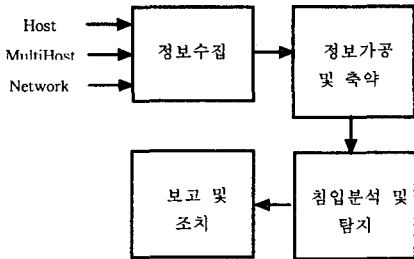 Host
MultiHost
Network
정보수집
정보가공
및 축약
침입분석 및
탐지
보고 및
조치